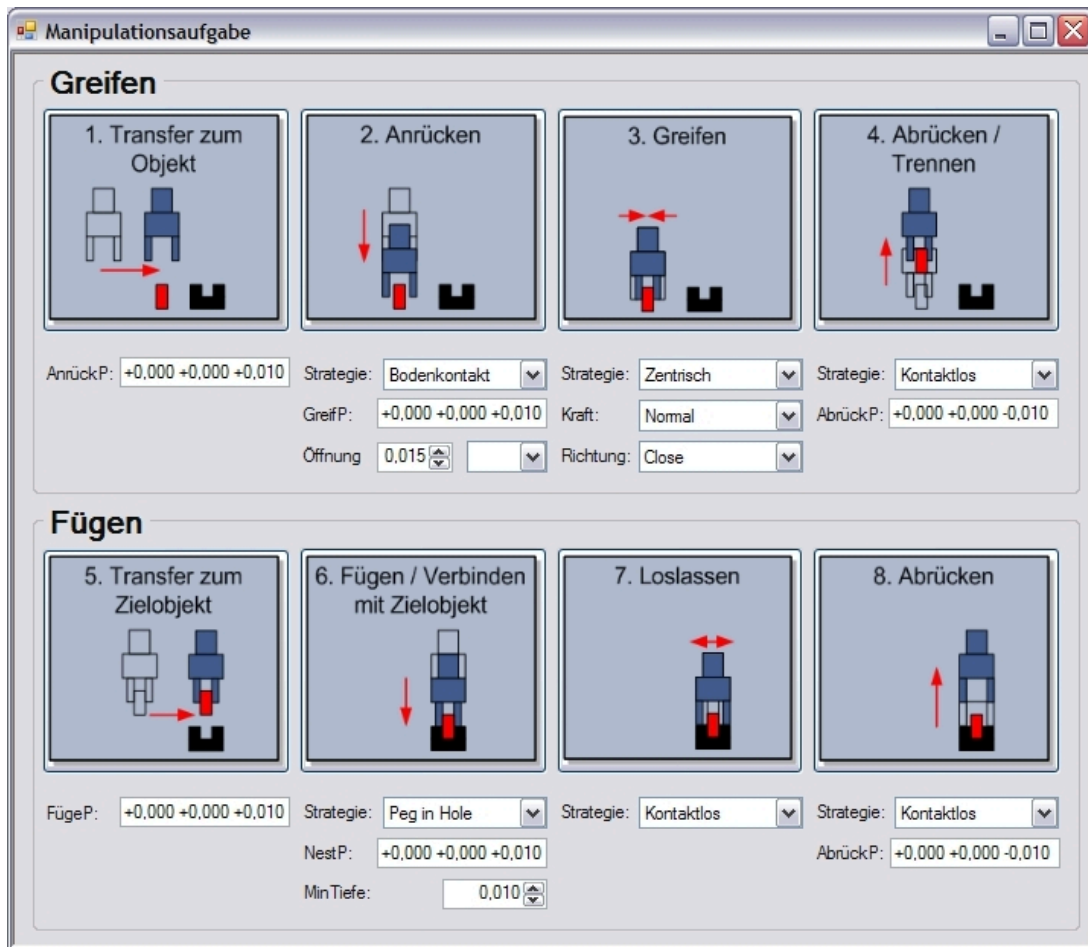 Manipulationsaufgabe
Greifen
1. Transfer zum
Objekt
2. Anrücken
3. Greifen
4. Abrücken /
Trennen
AnrückP: +0,000 +0,000 +0,010
Strategie: Bodenkontakt
Strategie: Zentrisch
Strategie: Kontaktlos
GreifP: +0,000 +0,000 +0,010
Kraft: Normal
AbrückP: +0,000 +0,000 -0,010
Öffnung 0,015
Richtung: Close
Fügen
5. Transfer zum
Zielobjekt
6. Fügen / Verbinden
mit Zielobjekt
7. Loslassen
8. Abrücken
FügeP: +0,000 +0,000 +0,010
Strategie: Peg in Hole
Strategie: Kontaktlos
Strategie: Kontaktlos
NestP: +0,000 +0,000 +0,010
AbrückP: +0,000 +0,000 -0,010
MinTiefe: 0,010